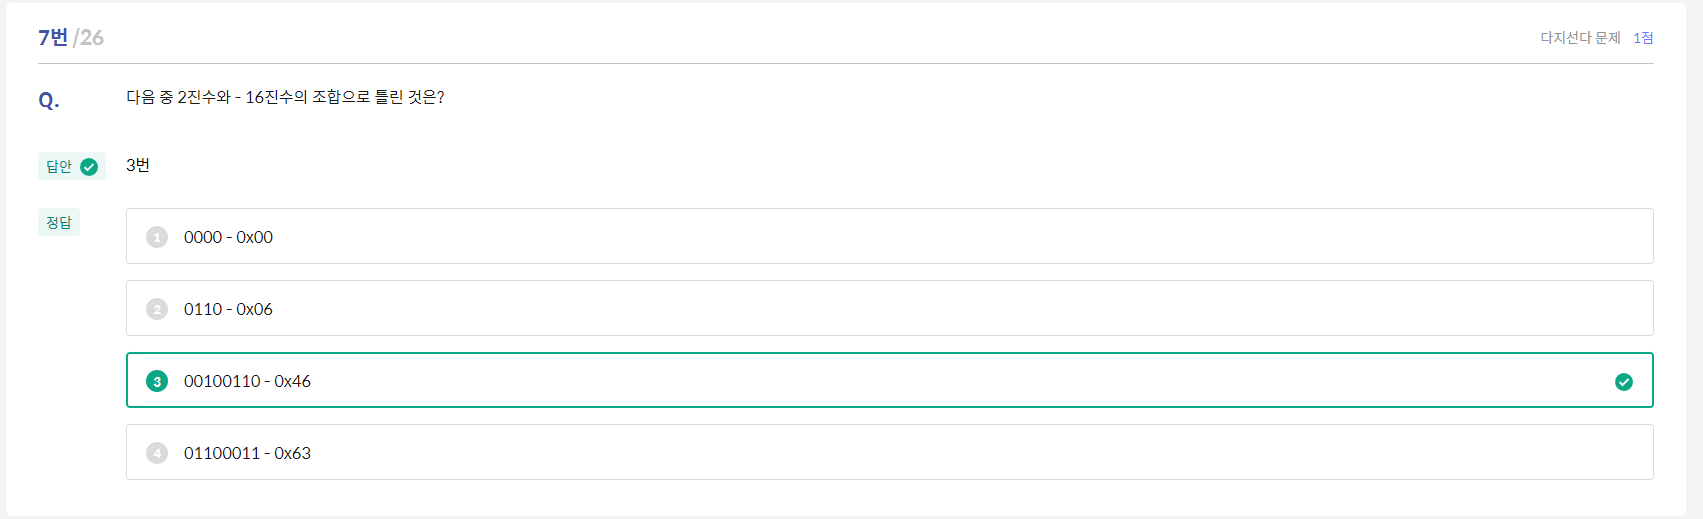 7번 /26
다지선다 문제 1점
Q. 다음 중 2진수와 - 16진수의 조합으로 틀린 것은?
답안 3번
정답
1 0000 - 0x00
2 0110 - 0x06
3 00100110 - 0x46
4 01100011 - 0x63